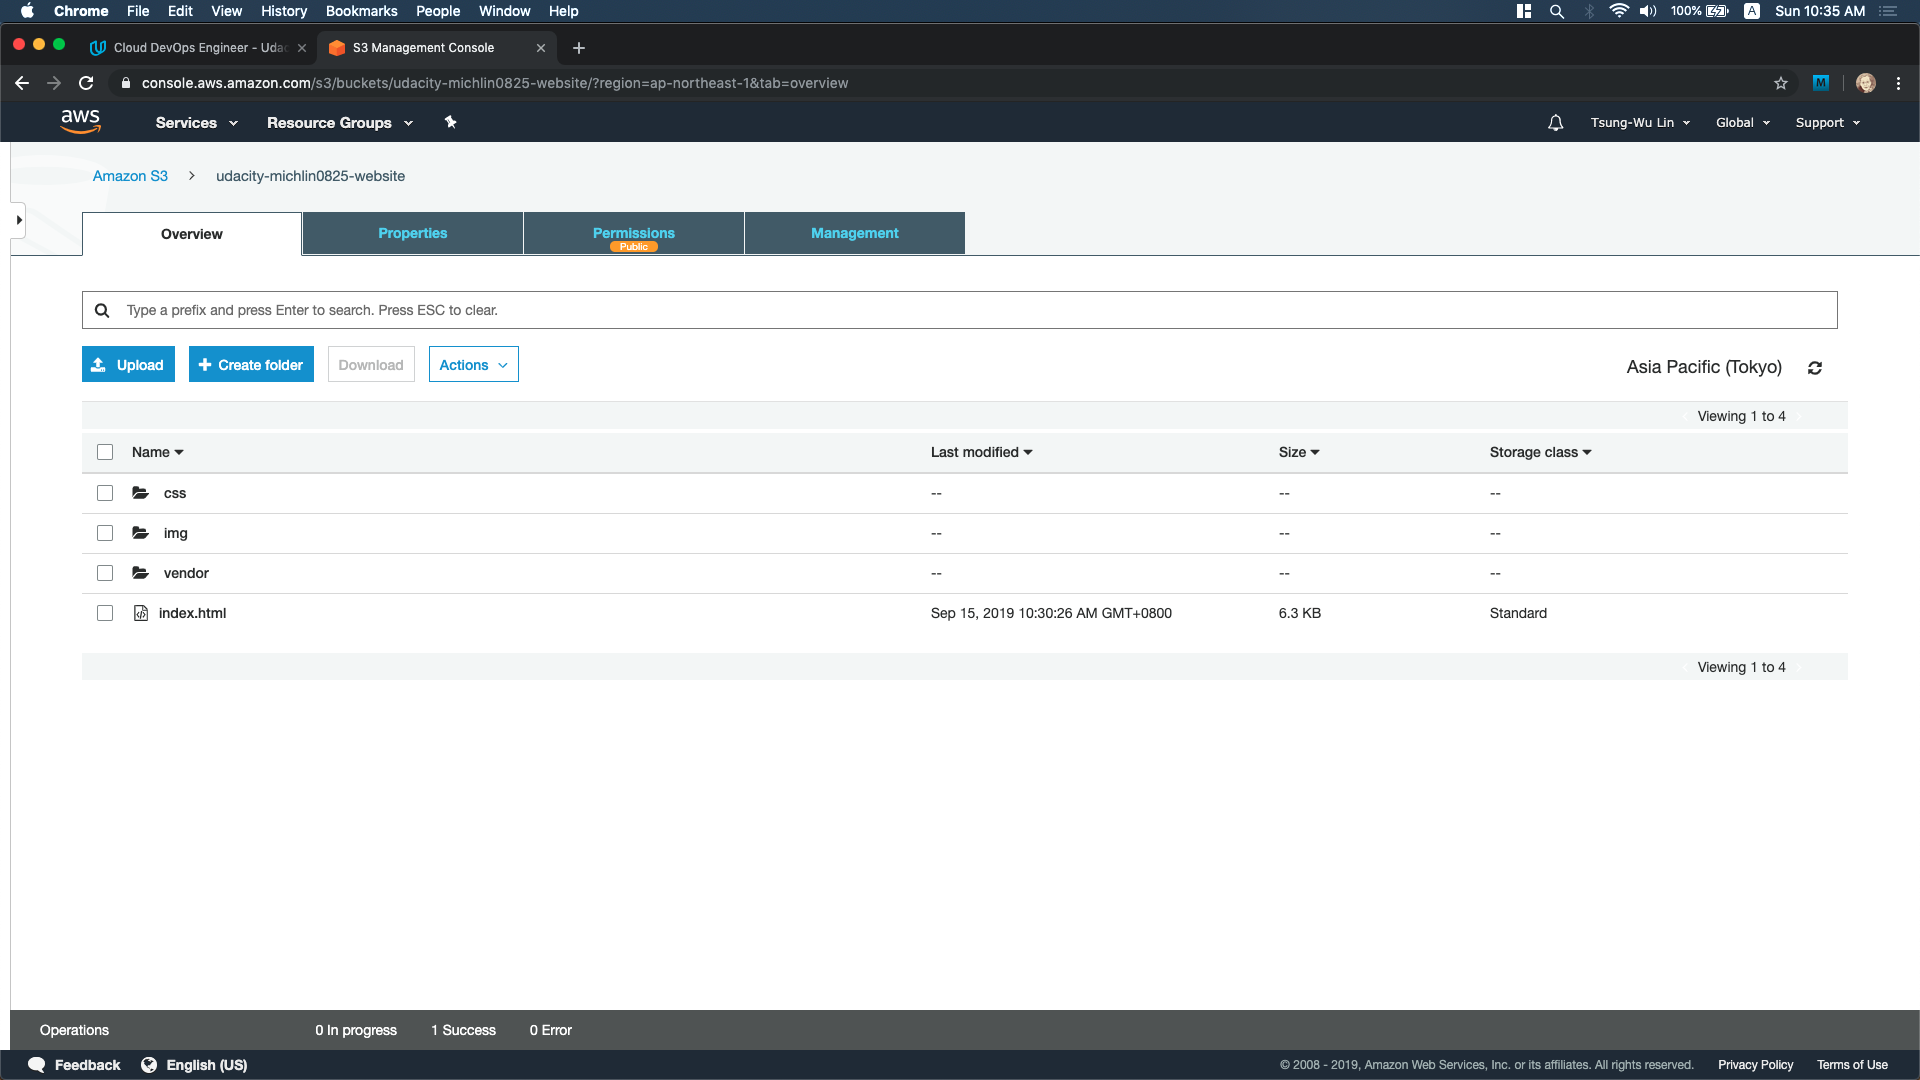 Chrome File Edit View History Bookmarks People Window Help 100% A Sun 10:35 AM
Cloud DevOps Engineer - Udac S3 Management Console
console.aws.amazon.com/s3/buckets/udacity-michlin0825-website/?region=ap-northeast-1&tab=overview M
aws Services Resource Groups Tsung-Wu Lin Global Support
Amazon S3 > udacity-michlin0825-website
Overview Properties Permissions Management
Public
Type a prefix and press Enter to search. Press ESC to clear.
Upload + Create folder Download Actions Asia Pacific (Tokyo)
Viewing 1 to 4
Name Last modified Size Storage class
css -- -- --
img -- -- --
vendor -- -- --
index.html Sep 15, 2019 10:30:26 AM GMT+0800 6.3 KB Standard
Viewing 1 to 4
Operations 0 In progress 1 Success 0 Error
Feedback English (US) © 2008 - 2019, Amazon Web Services, Inc. or its affiliates. All rights reserved. Privacy Policy Terms of Use